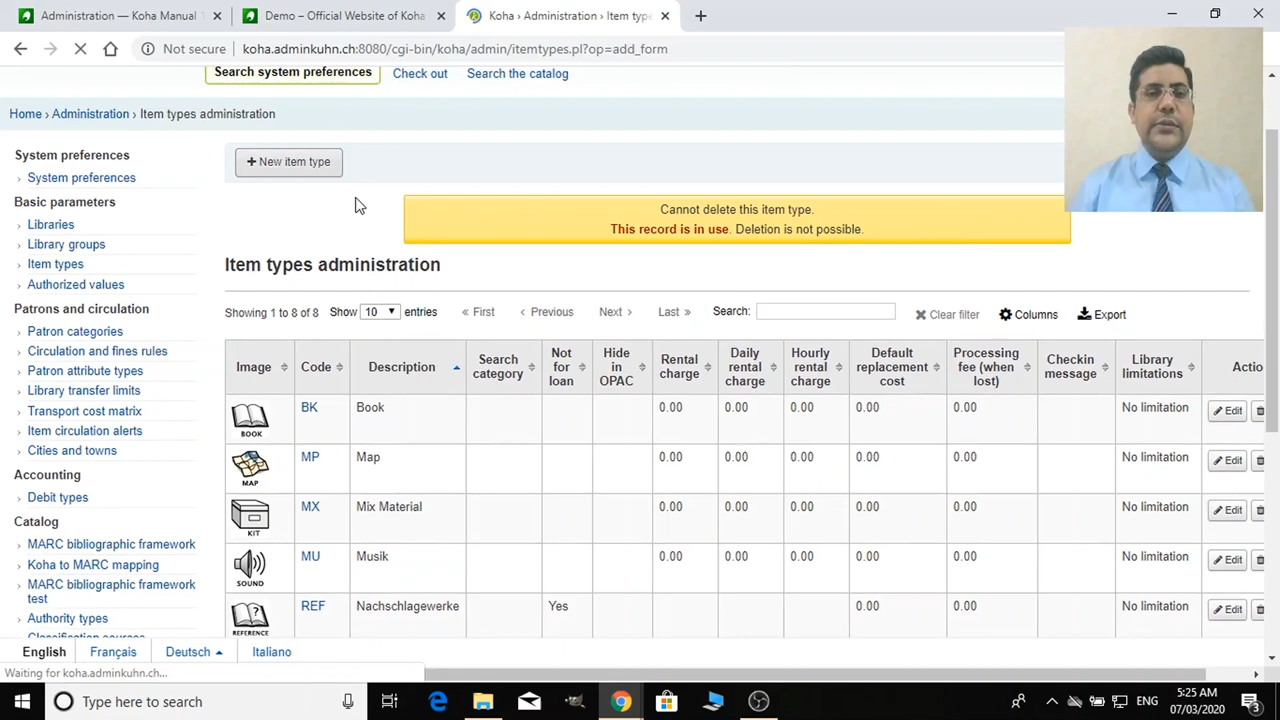 Administration — Koha Manual 1
Demo – Official Website of Koha
Koha › Administration › Item type
Not secure
koha.adminkuhn.ch:8080/cgi-bin/koha/admin/itemtypes.pl?op=add_form
Search system preferences
Check out
Search the catalog
Home › Administration › Item types administration
System preferences
System preferences
Basic parameters
Libraries
Library groups
Item types
Authorized values
Patrons and circulation
Patron categories
Circulation and fines rules
Patron attribute types
Library transfer limits
Transport cost matrix
Item circulation alerts
Cities and towns
Accounting
Debit types
Catalog
MARC bibliographic framework
Koha to MARC mapping
MARC bibliographic framework
test
Authority types
+ New item type
Cannot delete this item type.
This record is in use. Deletion is not possible.
Item types administration
Showing 1 to 8 of 8 Show 10 entries « First ‹ Previous Next › Last » Search: Clear filter Columns Export
Image Code Description Search category Not for loan Hide in OPAC Rental charge Daily rental charge Hourly rental charge Default replacement cost Processing fee (when lost) Checkin message Library limitations Actio
BOOK BK Book 0.00 0.00 0.00 0.00 0.00 No limitation Edit
MAP MP Map 0.00 0.00 0.00 0.00 0.00 No limitation Edit
KIT MX Mix Material 0.00 0.00 0.00 0.00 0.00 No limitation Edit
SOUND MU Musik 0.00 0.00 0.00 0.00 0.00 No limitation Edit
REFERENCE REF Nachschlagewerke Yes 0.00 0.00 No limitation Edit
English Français Deutsch Italiano
Waiting for koha.adminkuhn.ch...
Type here to search
ENG
5:25 AM
07/03/2020
3